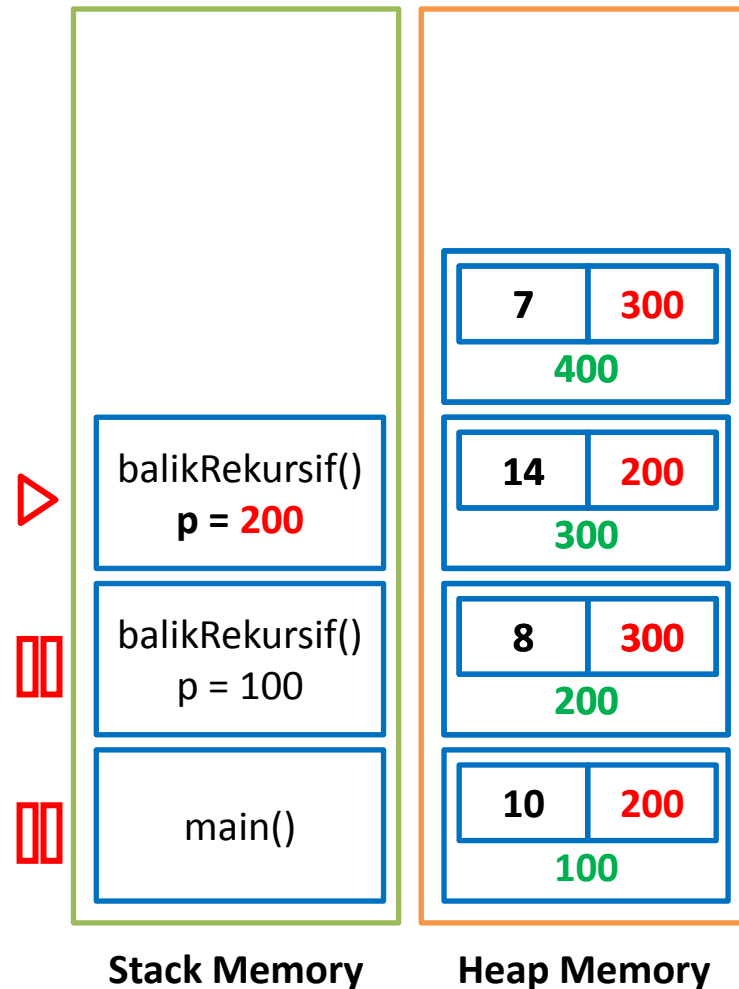 balikRekursif()
p = 200
balikRekursif()
p = 100
main()
Stack Memory
7 300
400
14 200
300
8 300
200
10 200
100
Heap Memory